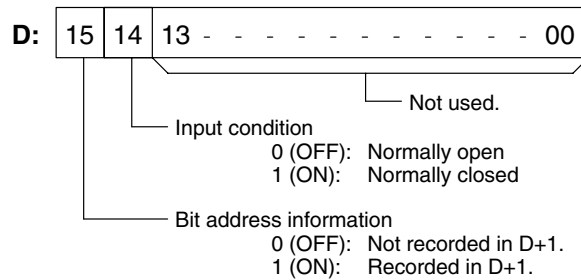 D: 15 14 13 - - - - - - - - - - - 00
Not used.
Input condition
0 (OFF): Normally open
1 (ON): Normally closed
Bit address information
0 (OFF): Not recorded in D+1.
1 (ON): Recorded in D+1.